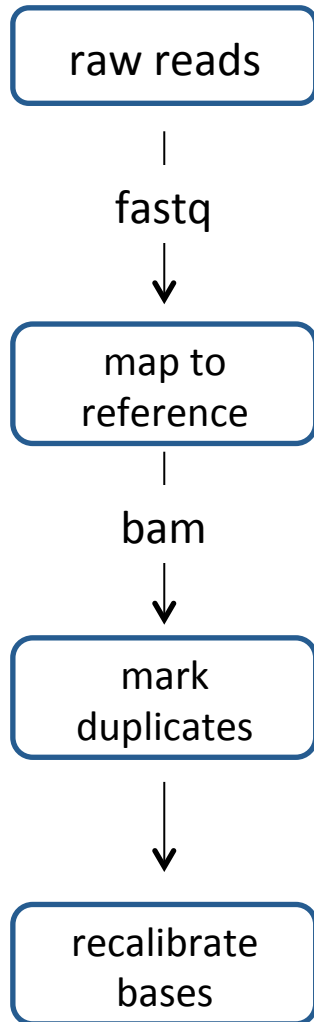 raw reads
fastq
map to
reference
bam
mark
duplicates
recalibrate
bases